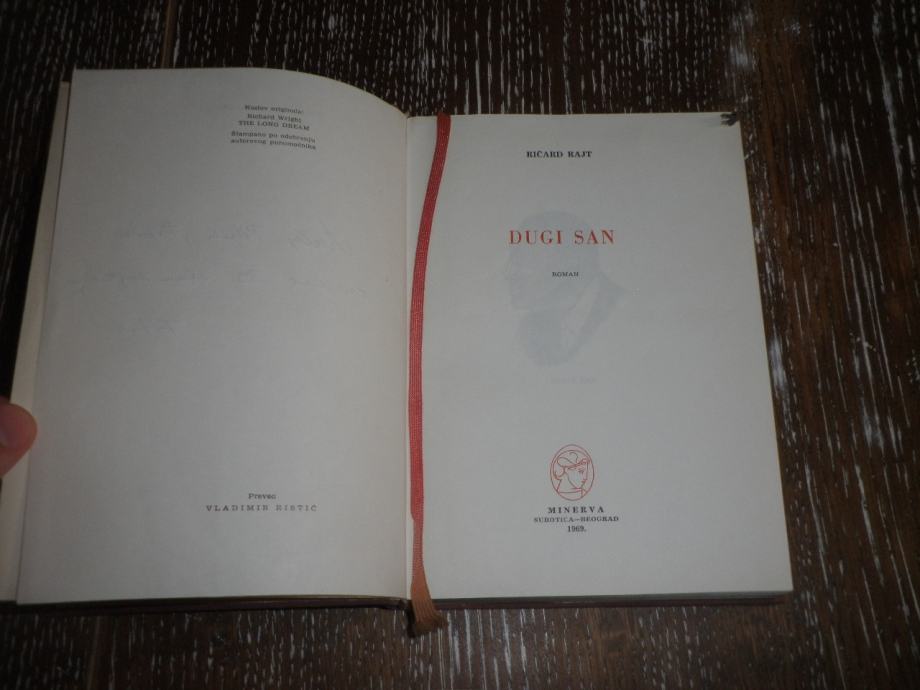 Naslov originala:
Richard Wright
THE LONG DREAM
Štampano po odobrenju
autorovog punomoćnika
Preveo
VLADIMIR RISTIĆ
RIČARD RAJT
DUGI SAN
ROMAN
MINERVA
SUBOTICA—BEOGRAD
1969.